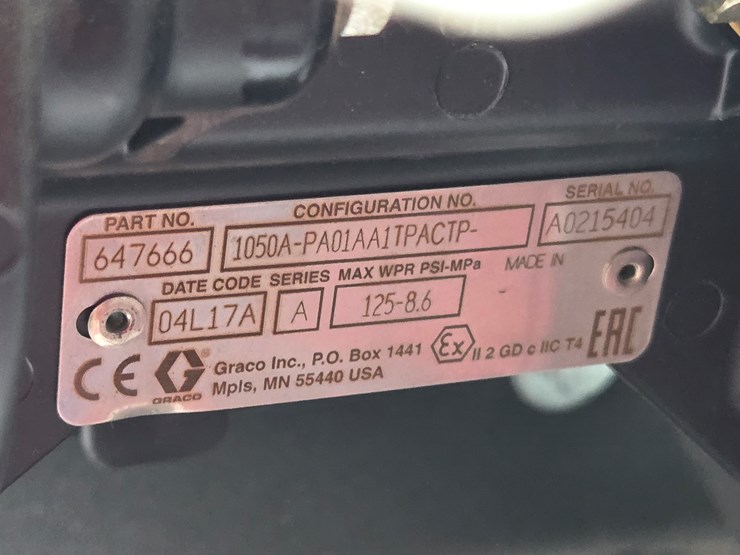 PART NO. CONFIGURATION NO. SERIAL NO.
647666 1050A-PA01AA1TPACTP- A0215404
DATE CODE SERIES MAX WPR PSI-MPa MADE IN
04L17A A 125-8.6 -
CE GRACO Graco Inc., P.O. Box 1441 Ex II 2 GD c IIC T4 EAC
Mpls, MN 55440 USA